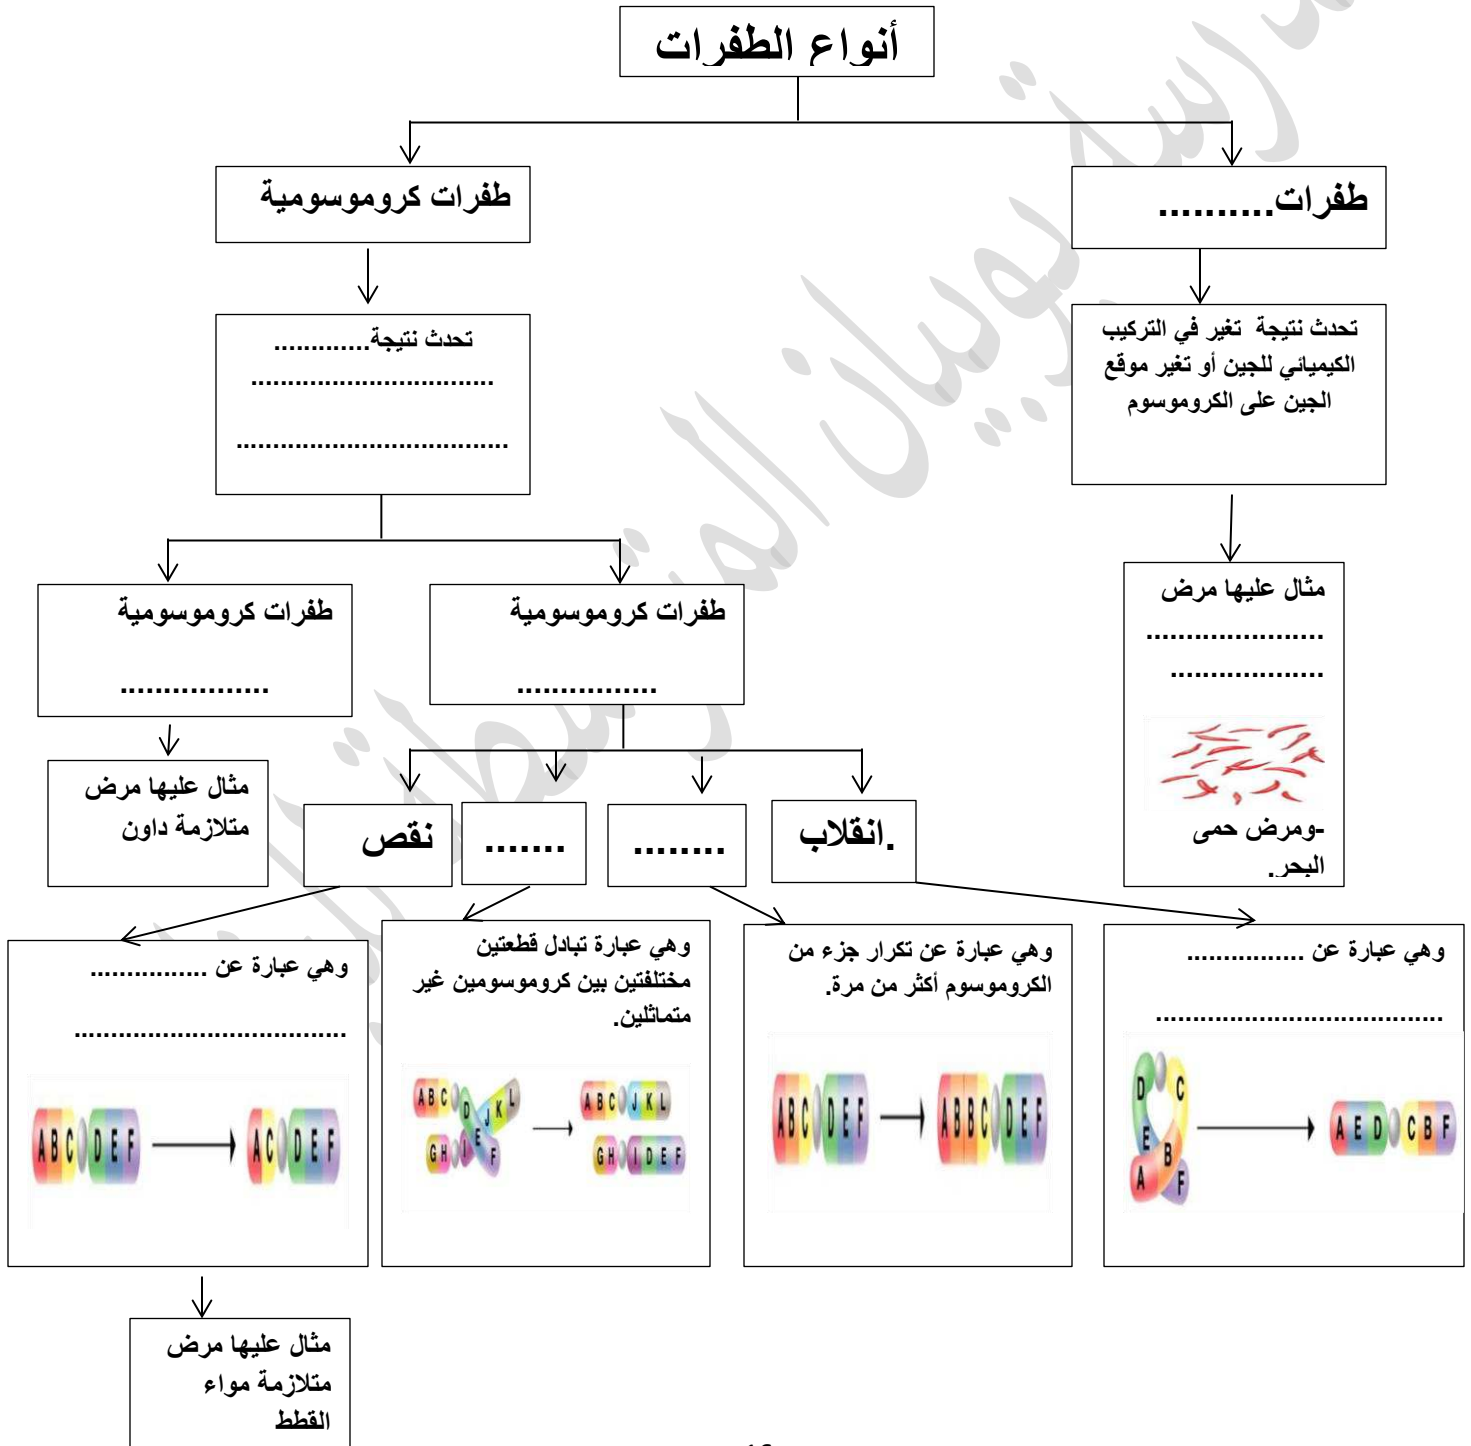 أنواع الطفرات
طفرات..........
طفرات كروموسومية
تحدث نتيجة تغير في التركيب
الكيميائي للجين أو تغير موقع
الجين على الكروموسوم
تحدث نتيجة.............
.................................
.....................................
مثال عليها مرض
......................
...................
-ومرض حمى
البحر.
طفرات كروموسومية
................
طفرات كروموسومية
.................
مثال عليها مرض
متلازمة داون
.انقلاب
........
.......
نقص
وهي عبارة عن ................
.......................................
D C
E B
A F
A E D C B F
وهي عبارة عن تكرار جزء من
الكروموسوم أكثر من مرة.
A B C D E F
A B B C D E F
وهي عبارة تبادل قطعتين
مختلفتين بين كروموسومين غير
متماثلين.
A B C D J K L
G H I E F
A B C J K L
G H I D E F
وهي عبارة عن ................
.....................................
A B C D E F
A C D E F
مثال عليها مرض
متلازمة مواء
القطط